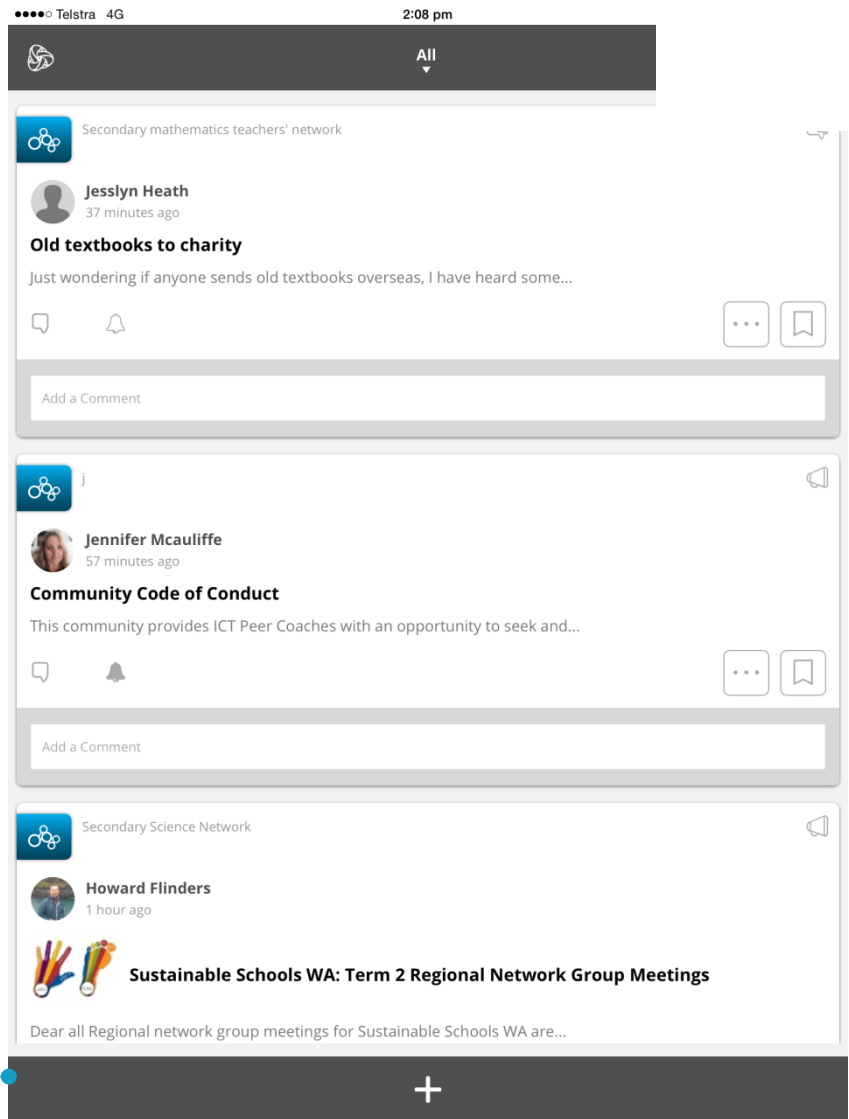 Telstra 4G 2:08 pm
All
Secondary mathematics teachers' network
Jesslyn Heath
37 minutes ago
Old textbooks to charity
Just wondering if anyone sends old textbooks overseas, I have heard some...
Add a Comment
j
Jennifer Mcauliffe
57 minutes ago
Community Code of Conduct
This community provides ICT Peer Coaches with an opportunity to seek and...
Add a Comment
Secondary Science Network
Howard Flinders
1 hour ago
Sustainable Schools WA: Term 2 Regional Network Group Meetings
Dear all Regional network group meetings for Sustainable Schools WA are...